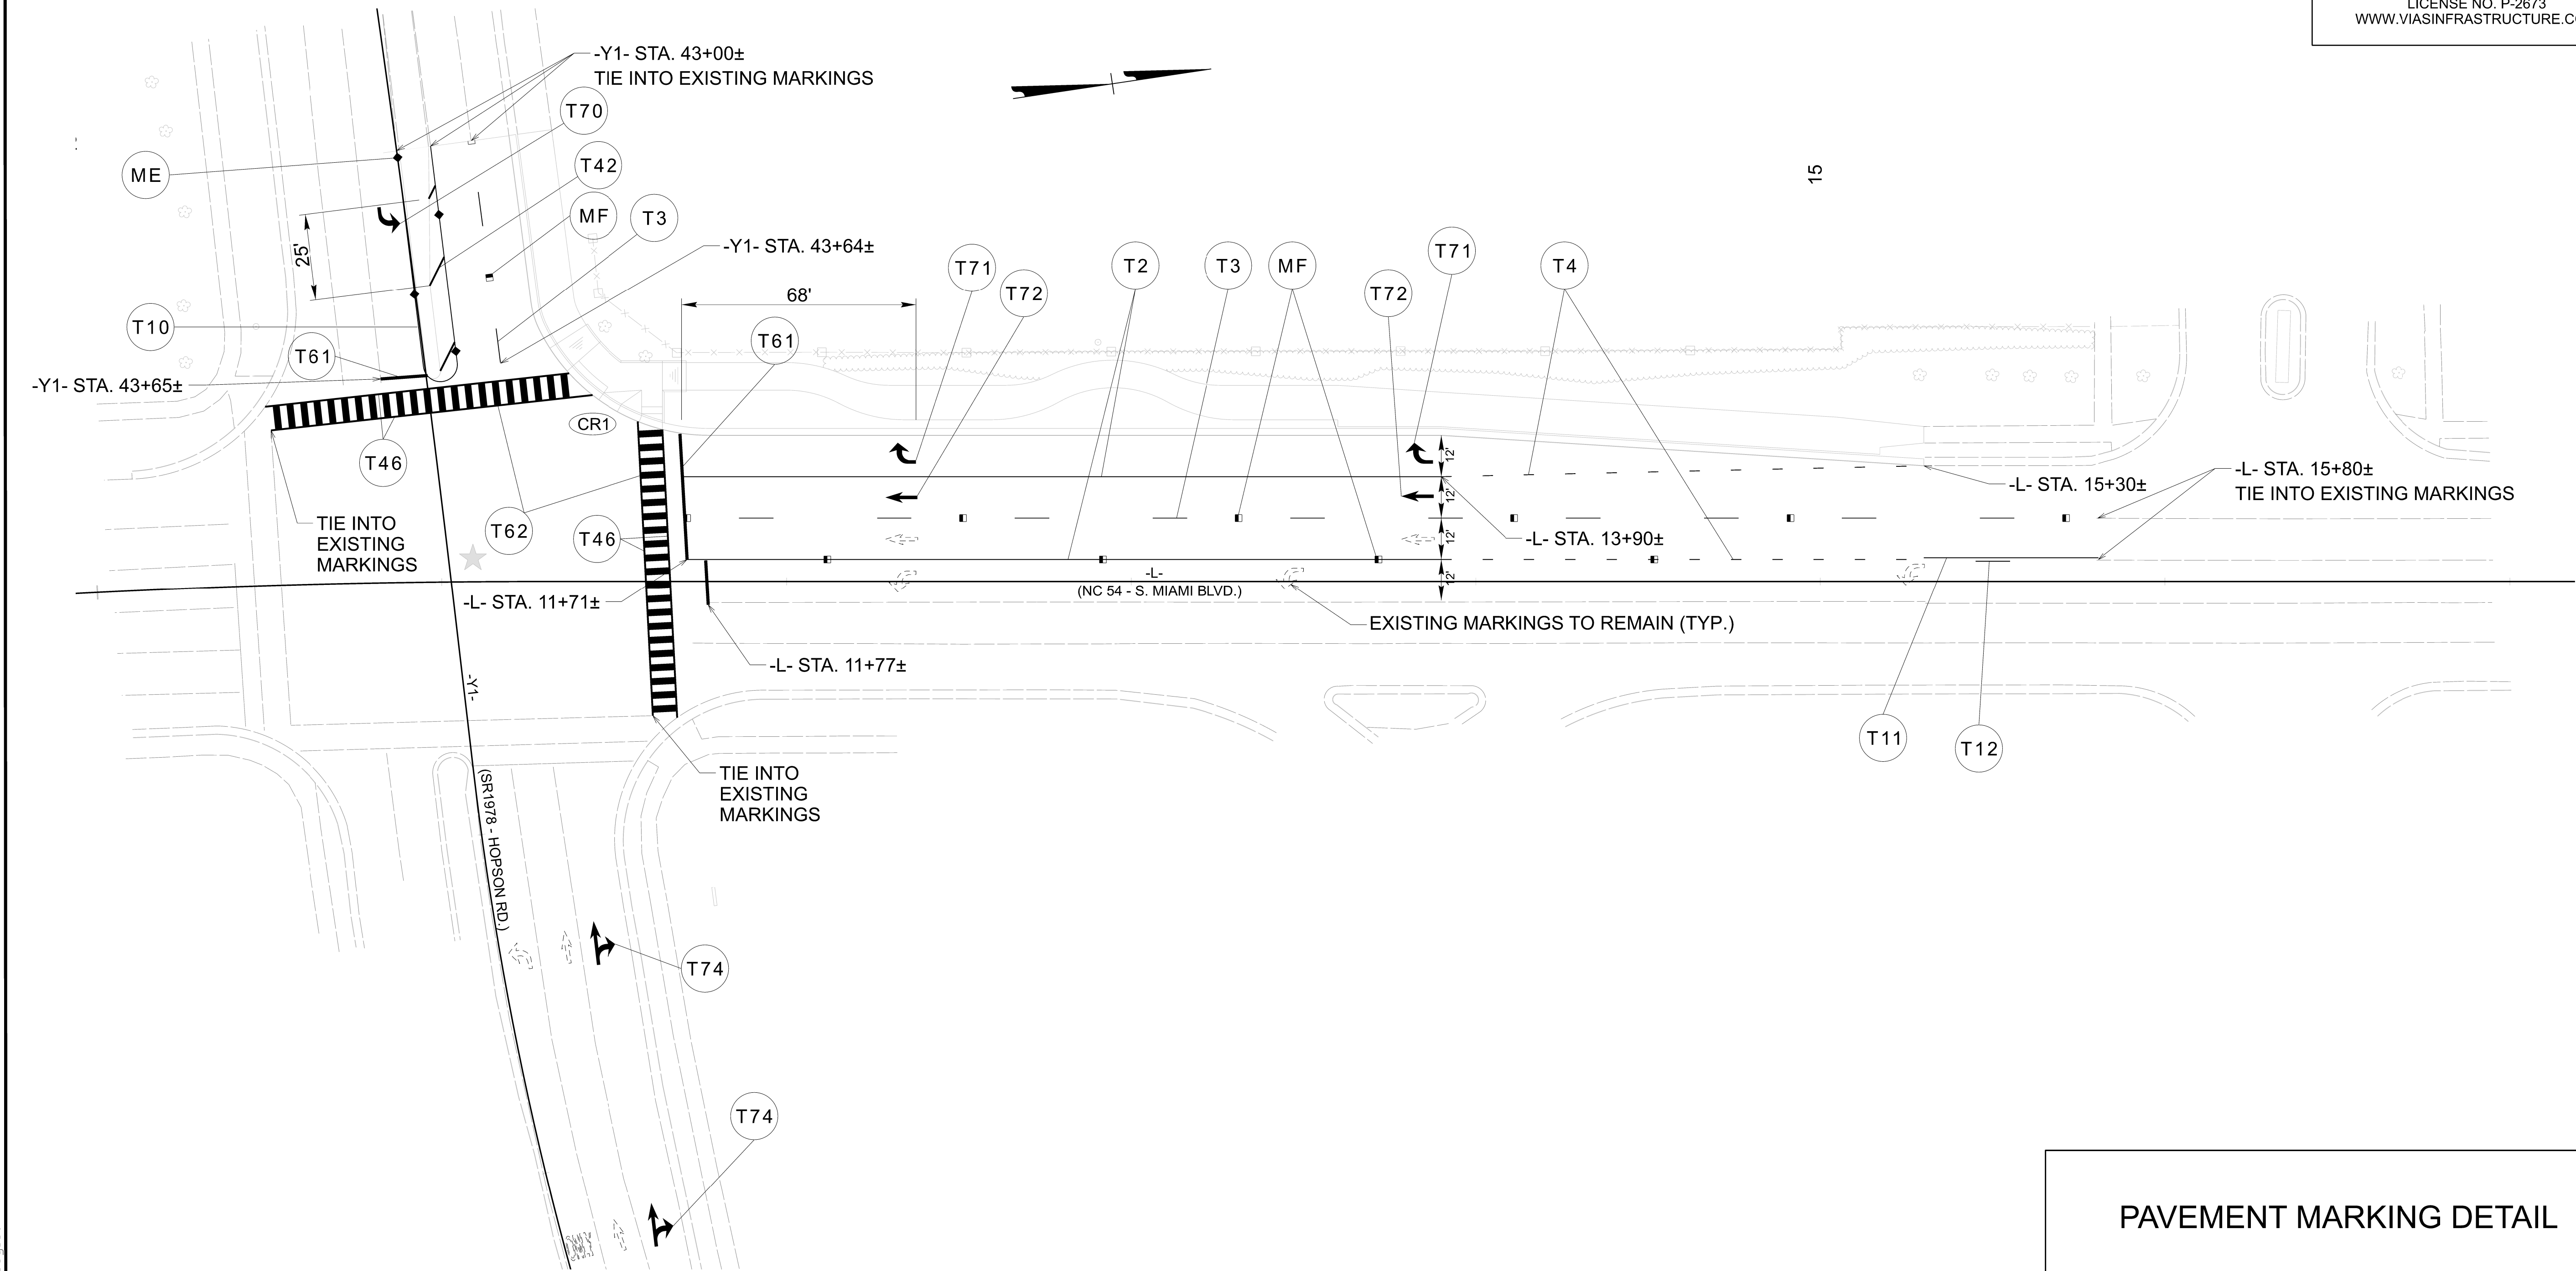 LICENSE NO. P-2673
-Y1- STA. 43+00±
TIE INTO EXISTING MARKINGS
T70
T42
MF
T3
ME
25'
-Y1- STA. 43+64±
T10
T61
-Y1- STA. 43+65±
68'
T61
T71
T72
T2
T3
MF
T72
T71
T4
15
CR1
T46
T62
T46
TIE INTO
EXISTING
MARKINGS
12'
12'
12'
12'
-L- STA. 15+30±
-L- STA. 15+80±
TIE INTO EXISTING MARKINGS
-L- STA. 13+90±
-L- STA. 11+71±
-L-
(NC 54 - S. MIAMI BLVD.)
EXISTING MARKINGS TO REMAIN (TYP.)
-L- STA. 11+77±
-Y1-
(SR1978 - HOPSON RD.)
TIE INTO
EXISTING
MARKINGS
T11
T12
T74
T74
PAVEMENT MARKING DETAIL